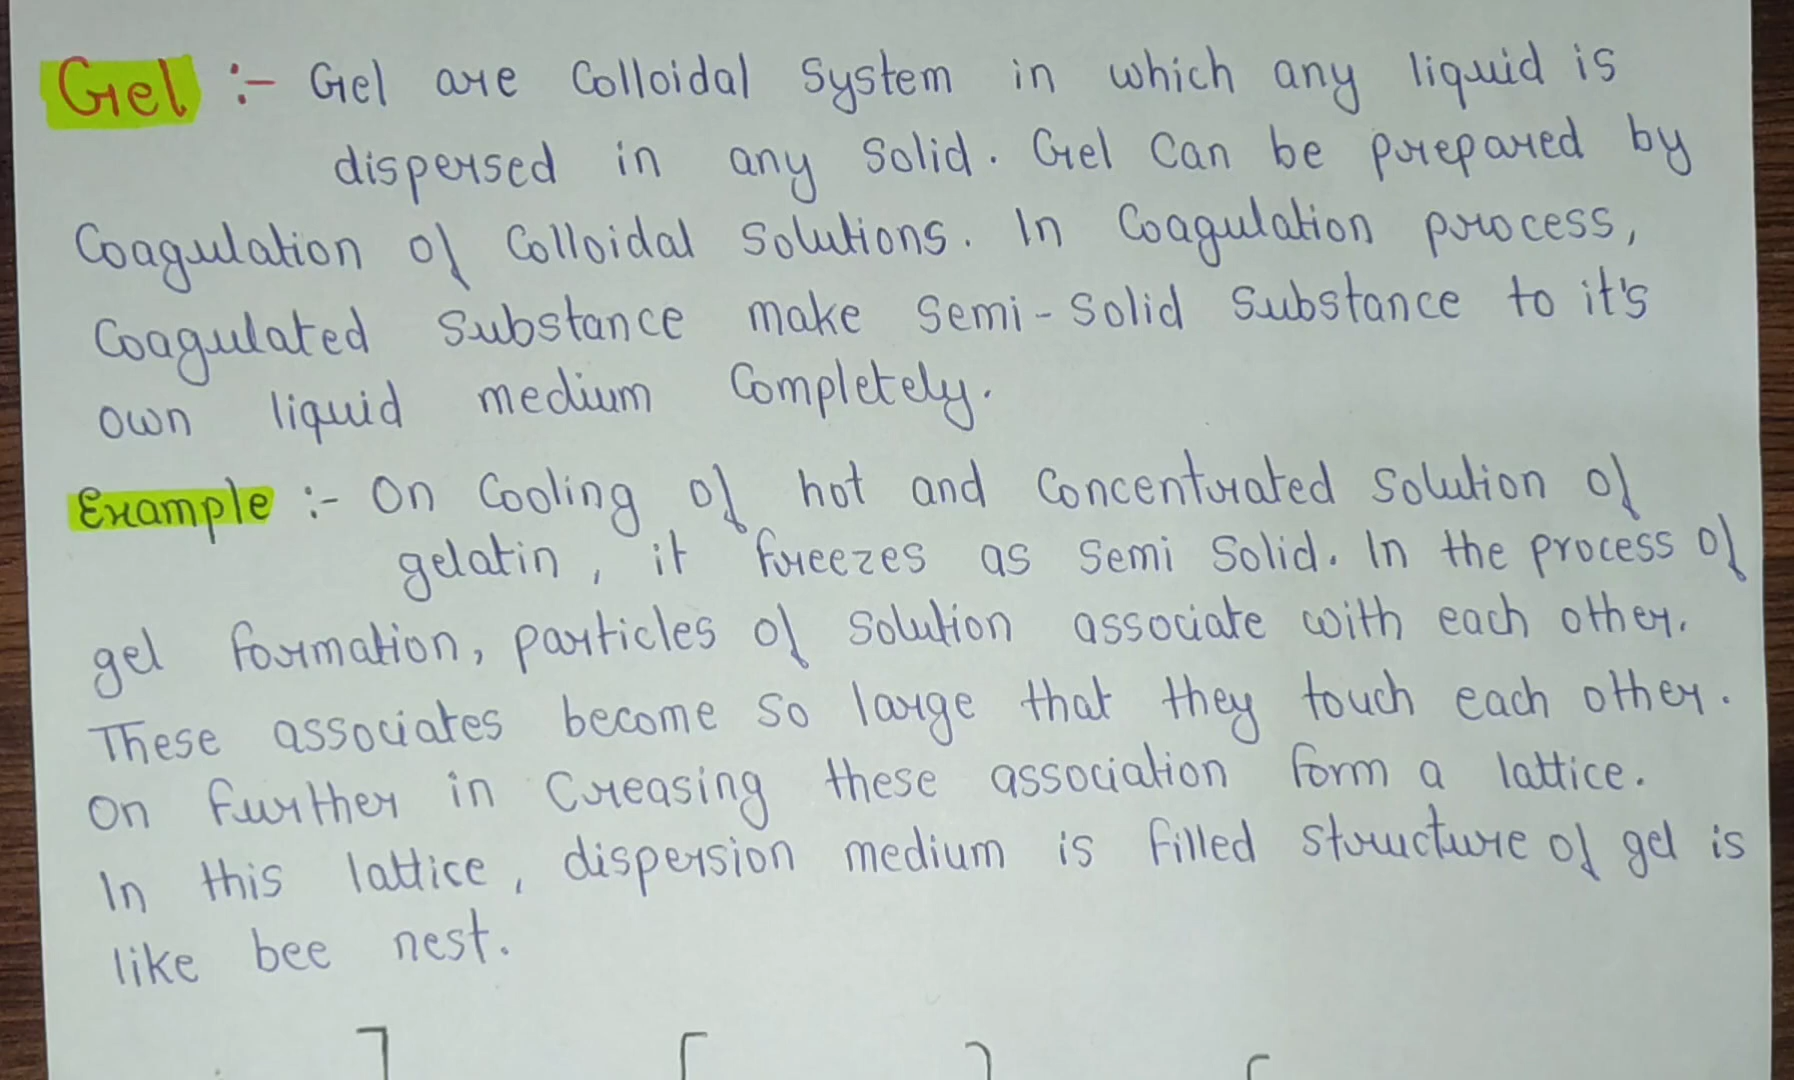 Gel :- Gel are Colloidal System in which any liquid is
dispersed in any Solid. Gel Can be prepared by
Coagulation of Colloidal Solutions. In Coagulation process,
Coagulated Substance make Semi-Solid Substance to it's
own liquid medium Completely.
Example :- On Cooling of hot and Concentrated Solution of
gelatin, it freezes as Semi Solid. In the process of
gel formation, particles of solution associate with each other.
These associates become so large that they touch each other.
On further in Creasing these association form a lattice.
In this lattice, dispersion medium is filled structure of gel is
like bee nest.